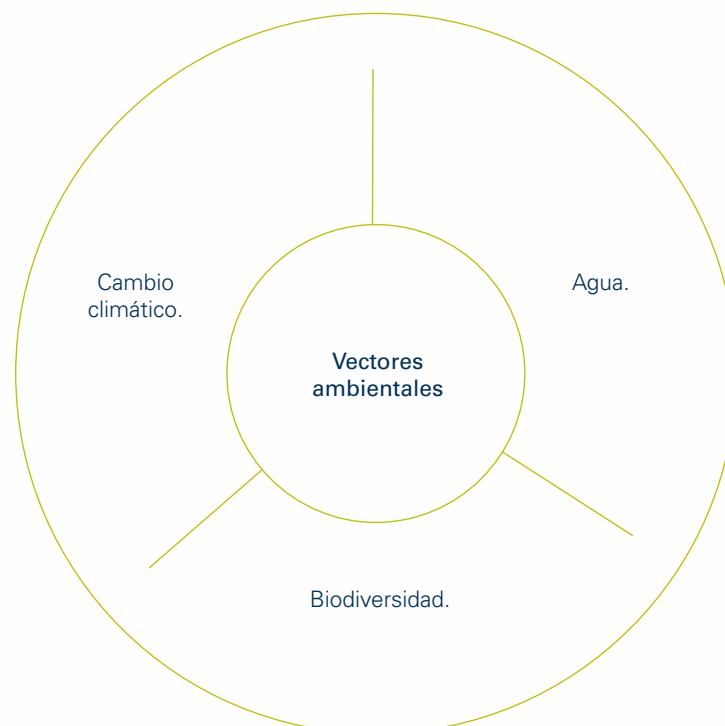 Cambio
climático.
Agua.
Vectores
ambientales
Biodiversidad.